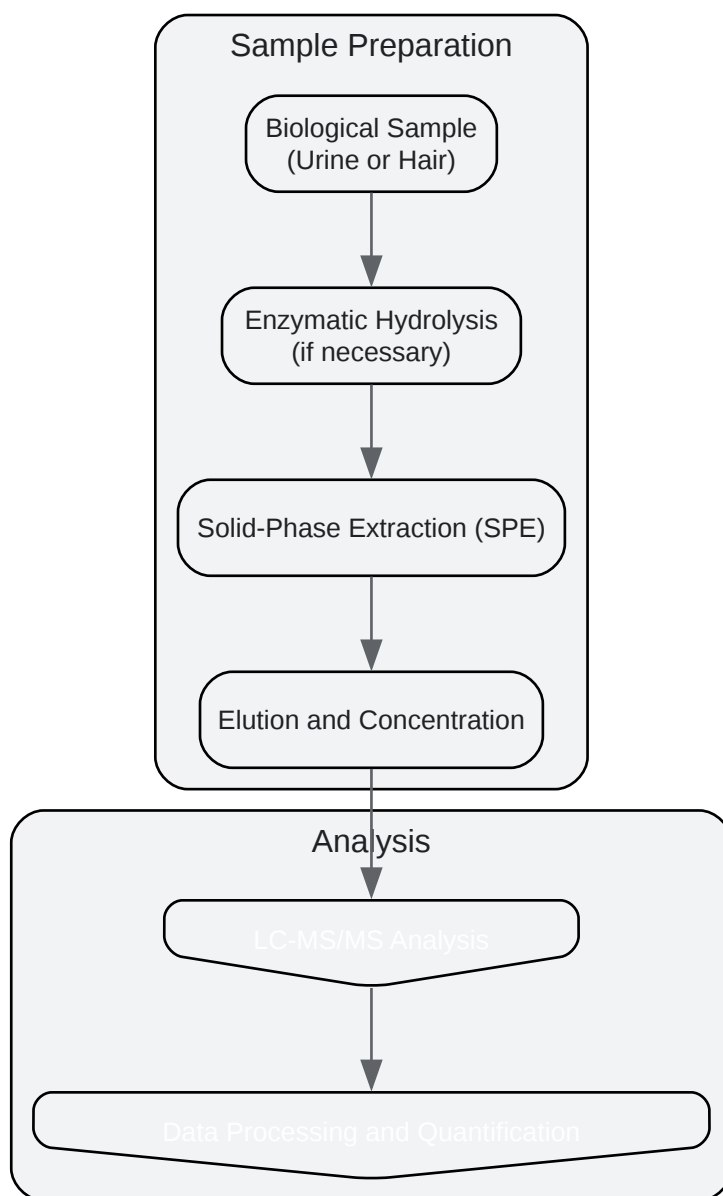 Sample Preparation
Biological Sample
(Urine or Hair)
Enzymatic Hydrolysis
(if necessary)
Solid-Phase Extraction (SPE)
Elution and Concentration
Analysis
LC-MS/MS Analysis
Data Processing and Quantification